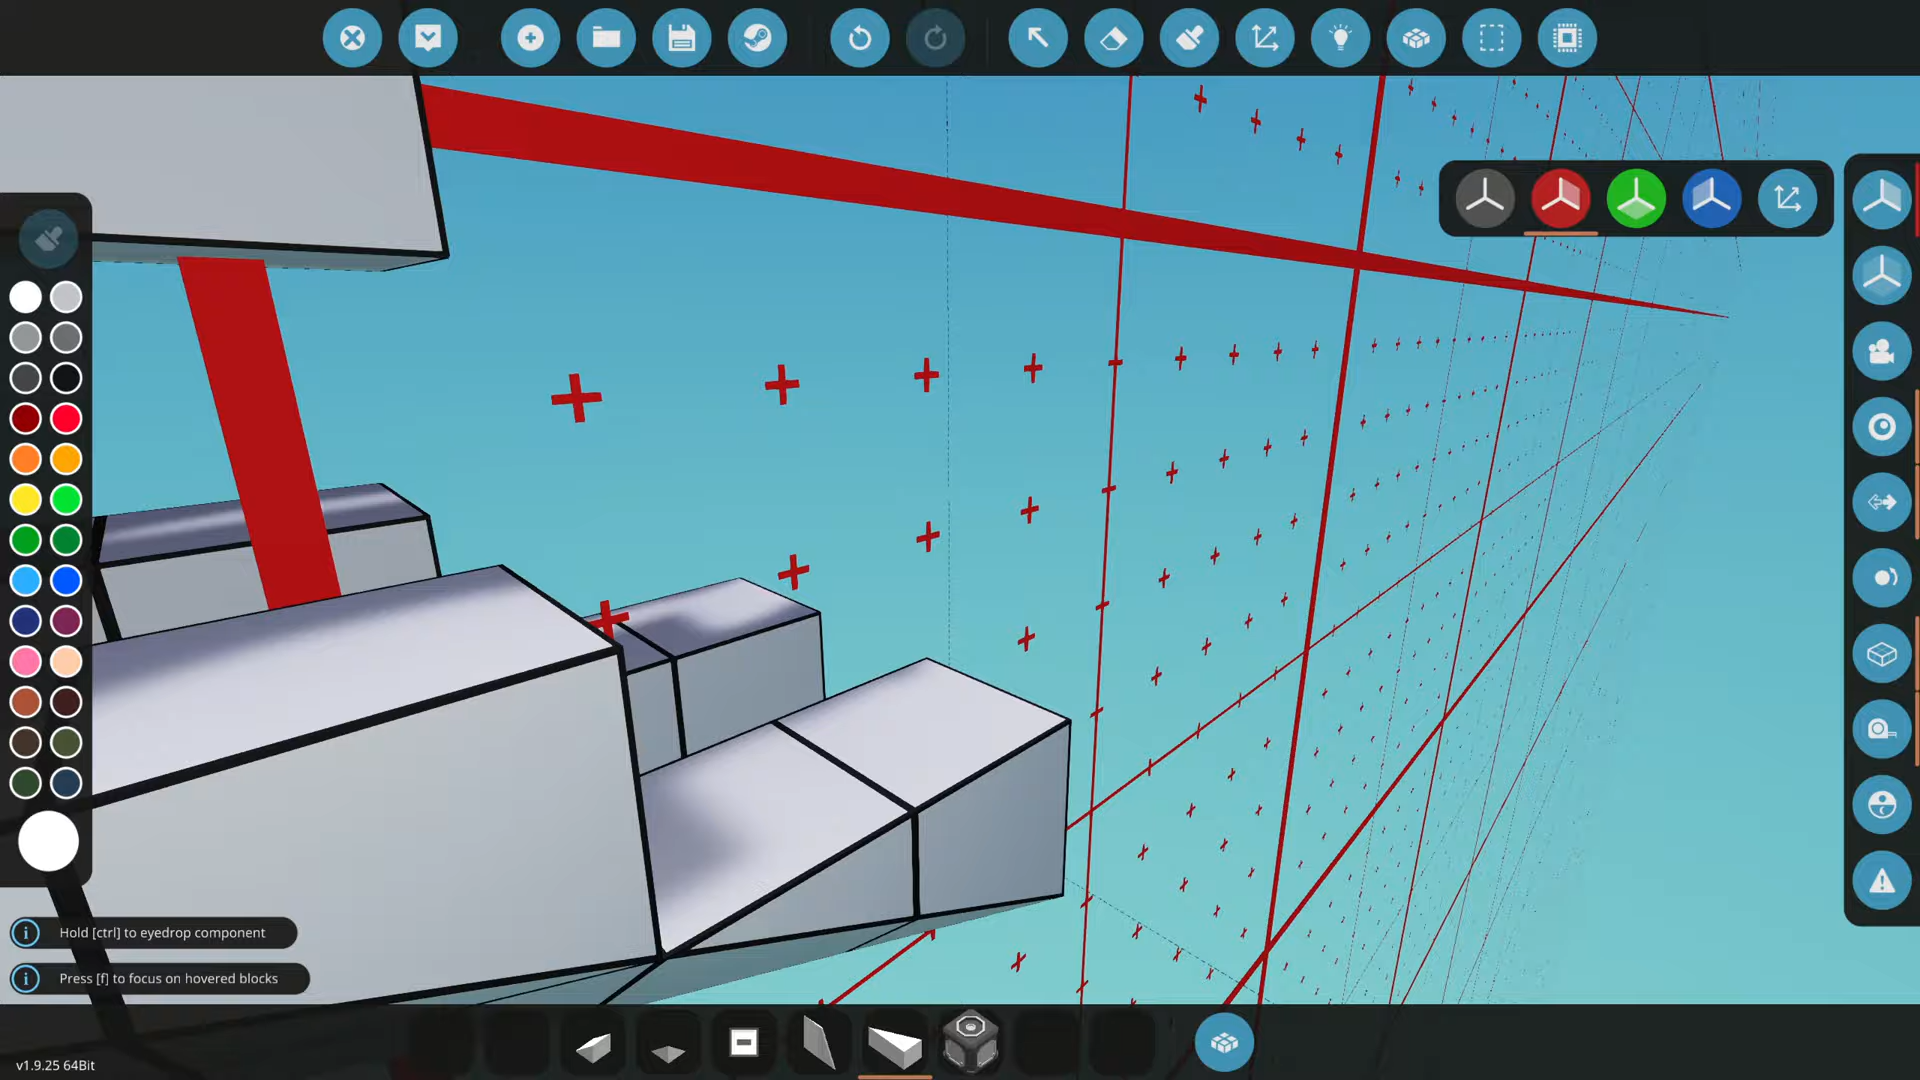 Hold [ctrl] to eyedrop component
Press [f] to focus on hovered blocks
v1.9.25 64Bit